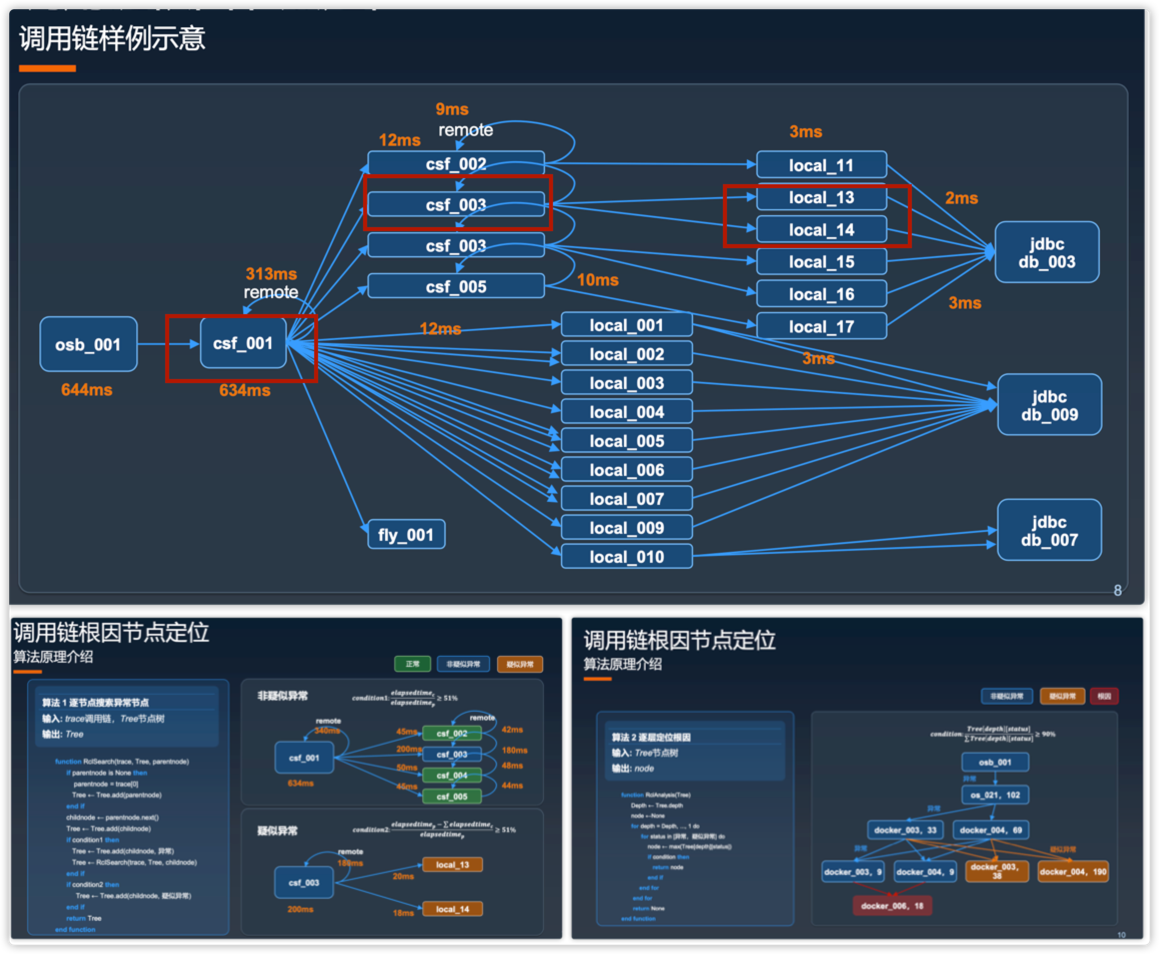 调用链样例示意
9ms
remote
12ms
3ms
csf_002
local_11
csf_003
local_13
2ms
local_14
csf_003
jdbc
db_003
local_15
313ms
remote
csf_005
10ms
local_16
3ms
12ms
local_001
local_17
osb_001
csf_001
local_002
3ms
644ms
634ms
local_003
jdbc
db_009
local_004
local_005
local_006
local_007
fly_001
local_009
jdbc
db_007
local_010
8
调用链根因节点定位
算法原理介绍
正常
非疑似异常
疑似异常
算法 1 逐节点搜索异常节点
输入: trace调用链，Tree节点树
输出: Tree
function RclSearch(trace, Tree, parentnode)
if parentnode is None then
parentnode = trace[0]
Tree ← Tree.add(parentnode)
end if
childnode ← parentnode.next()
Tree ← Tree.add(childnode)
if condition1 then
Tree ← Tree.add(childnode, 异常)
Tree ← RclSearch(trace, Tree, childnode)
end if
if condition2 then
Tree ← Tree.add(childnode, 疑似异常)
end if
return Tree
end function
非疑似异常
condition1: elapsedtime_c / elapsedtime_p ≥ 51%
remote
340ms
remote
45ms
csf_002
42ms
200ms
csf_003
180ms
csf_001
50ms
csf_004
48ms
634ms
45ms
csf_005
44ms
疑似异常
condition2: elapsedtime_p − ∑ elapsedtime_c / elapsedtime_p ≥ 51%
remote
180ms
local_13
csf_003
20ms
200ms
18ms
local_14
调用链根因节点定位
算法原理介绍
非疑似异常
疑似异常
根因
算法 2 逐层定位根因
输入: Tree节点树
输出: node
function RclAnalysis(Tree)
Depth ← Tree.depth
node ←None
for depth = Depth, ..., 1 do
for status in [异常，疑似异常] do
node ← max(Tree[depth][status])
if condition then
return node
end if
end for
end for
return None
end function
condition: Tree[depth][status] / ∑Tree[depth][status] ≥ 90%
osb_001
异常
os_021, 102
异常
docker_003, 33
docker_004, 69
异常
疑似异常
docker_003, 9
docker_004, 9
docker_003, 38
docker_004, 190
docker_006, 18
10